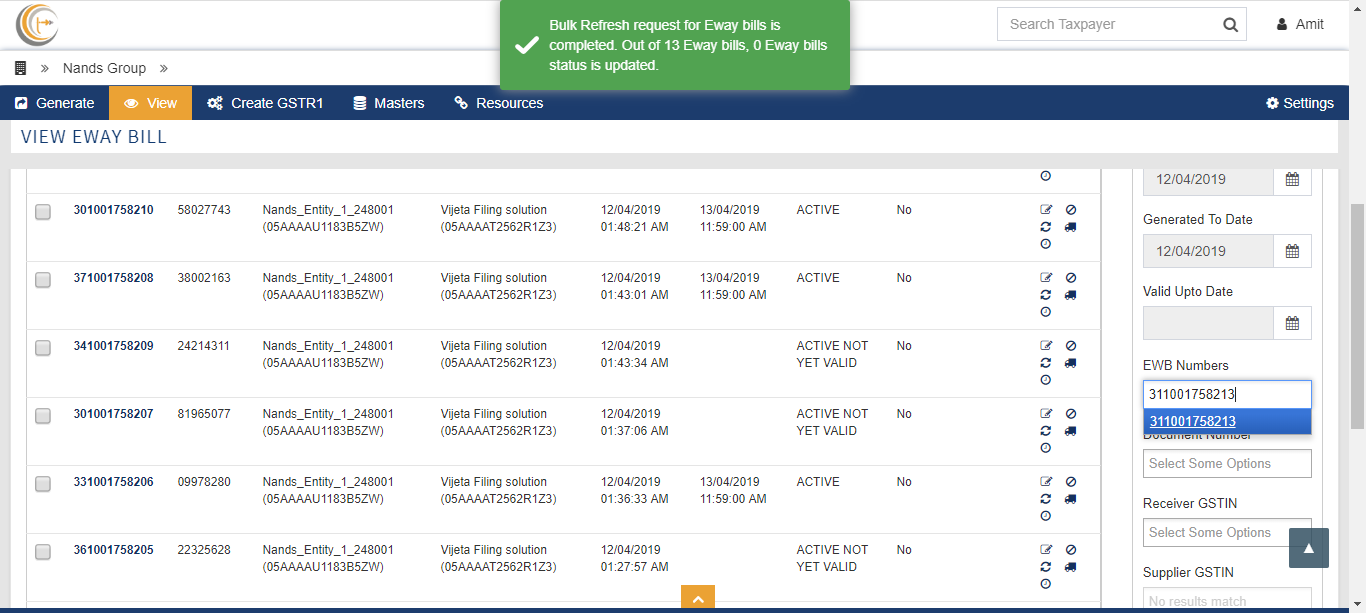 Bulk Refresh request for Eway bills is
completed. Out of 13 Eway bills, 0 Eway bills
status is updated.
Search Taxpayer
Amit
» Nands Group »
Generate View Create GSTR1 Masters Resources Settings
VIEW EWAY BILL
301001758210 58027743 Nands_Entity_1_248001 Vijeta Filing solution 12/04/2019 13/04/2019 ACTIVE No
(05AAAAU1183B5ZW) (05AAAAT2562R1Z3) 01:48:21 AM 11:59:00 AM
371001758208 38002163 Nands_Entity_1_248001 Vijeta Filing solution 12/04/2019 13/04/2019 ACTIVE No
(05AAAAU1183B5ZW) (05AAAAT2562R1Z3) 01:43:01 AM 11:59:00 AM
341001758209 24214311 Nands_Entity_1_248001 Vijeta Filing solution 12/04/2019 ACTIVE NOT No
(05AAAAU1183B5ZW) (05AAAAT2562R1Z3) 01:43:34 AM YET VALID
301001758207 81965077 Nands_Entity_1_248001 Vijeta Filing solution 12/04/2019 ACTIVE NOT No
(05AAAAU1183B5ZW) (05AAAAT2562R1Z3) 01:37:06 AM YET VALID
331001758206 09978280 Nands_Entity_1_248001 Vijeta Filing solution 12/04/2019 13/04/2019 ACTIVE No
(05AAAAU1183B5ZW) (05AAAAT2562R1Z3) 01:36:33 AM 11:59:00 AM
361001758205 22325628 Nands_Entity_1_248001 Vijeta Filing solution 12/04/2019 ACTIVE NOT No
(05AAAAU1183B5ZW) (05AAAAT2562R1Z3) 01:27:57 AM YET VALID
12/04/2019
Generated To Date
12/04/2019
Valid Upto Date
EWB Numbers
311001758213
311001758213
Document Number
Select Some Options
Receiver GSTIN
Select Some Options
Supplier GSTIN
No results match